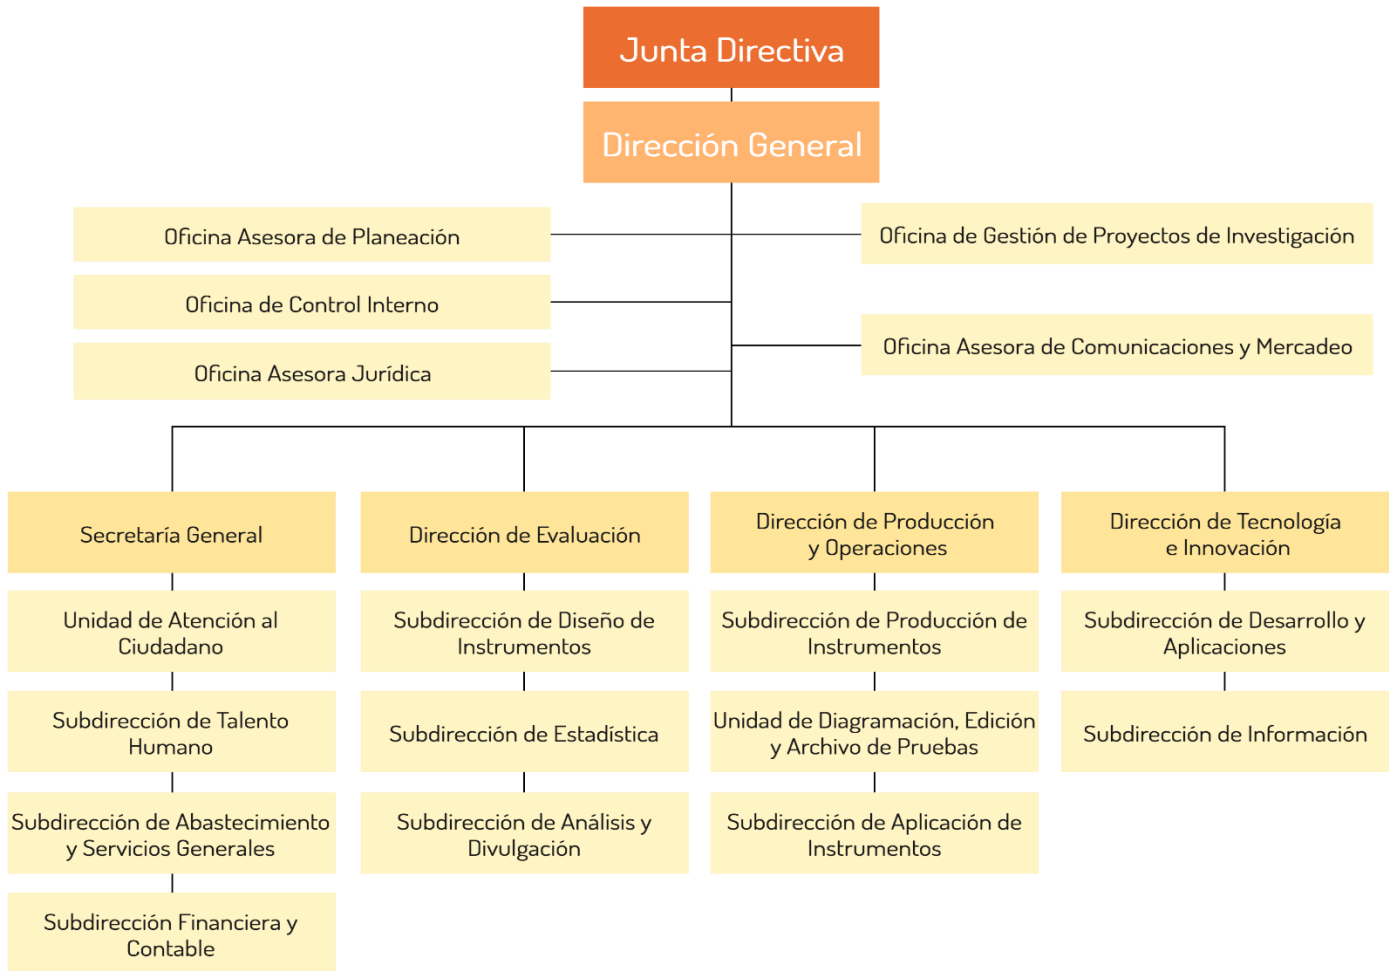 Junta Directiva
Dirección General
Oficina Asesora de Planeación
Oficina de Gestión de Proyectos de Investigación
Oficina de Control Interno
Oficina Asesora de Comunicaciones y Mercadeo
Oficina Asesora Jurídica
Secretaría General
Unidad de Atención al
Ciudadano
Subdirección de Talento
Humano
Subdirección de Abastecimiento
y Servicios Generales
Subdirección Financiera y
Contable
Dirección de Evaluación
Subdirección de Diseño de
Instrumentos
Subdirección de Estadística
Subdirección de Análisis y
Divulgación
Dirección de Producción
y Operaciones
Subdirección de Producción de
Instrumentos
Unidad de Diagramación, Edición
y Archivo de Pruebas
Subdirección de Aplicación de
Instrumentos
Dirección de Tecnología
e Innovación
Subdirección de Desarrollo y
Aplicaciones
Subdirección de Información